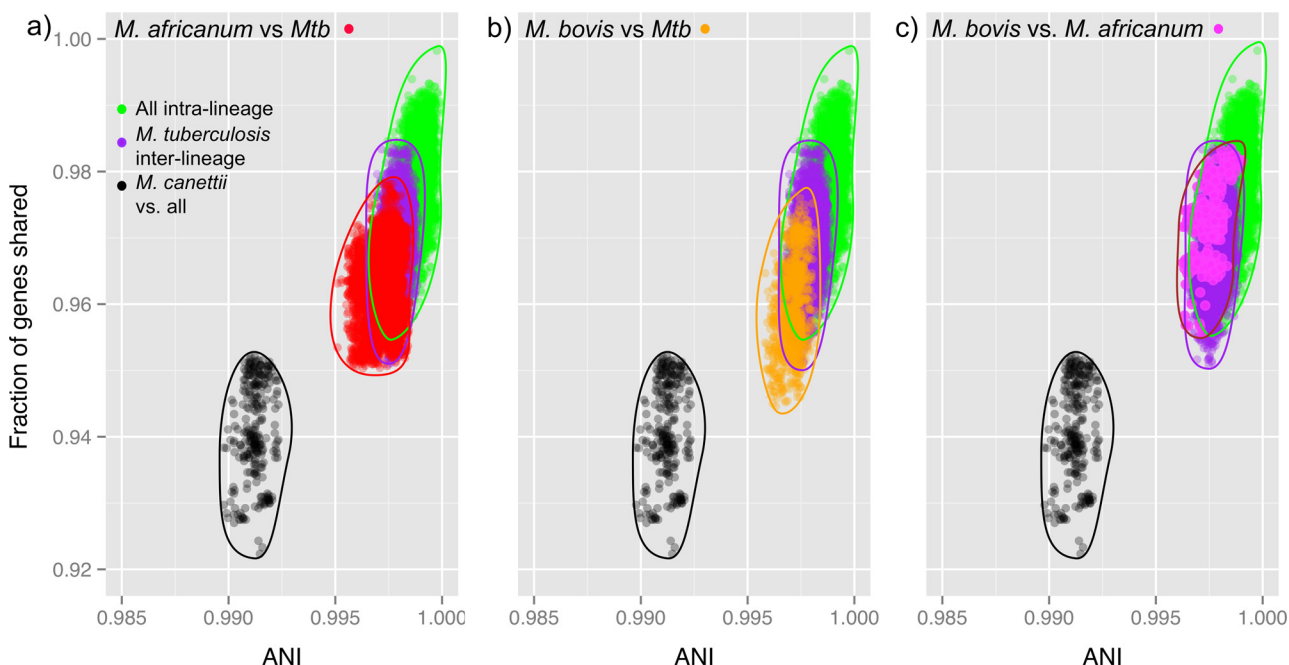 a) M. africanum vs Mtb
b) M. bovis vs Mtb
c) M. bovis vs. M. africanum
All intra-lineage
M. tuberculosis
inter-lineage
M. canettii
vs. all
Fraction of genes shared
1.00
0.98
0.96
0.94
0.92
0.985 0.990 0.995 1.000
0.985 0.990 0.995 1.000
0.985 0.990 0.995 1.000
ANI
ANI
ANI